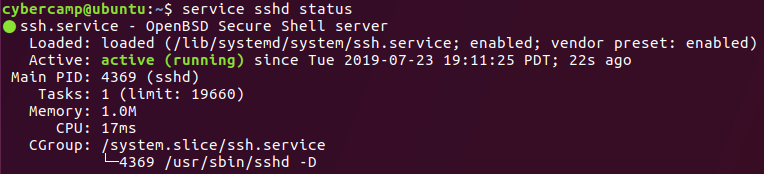 cybercamp@ubuntu:~$ service sshd status
● ssh.service - OpenBSD Secure Shell server
   Loaded: loaded (/lib/systemd/system/ssh.service; enabled; vendor preset: enabled)
   Active: active (running) since Tue 2019-07-23 19:11:25 PDT; 22s ago
 Main PID: 4369 (sshd)
    Tasks: 1 (limit: 19660)
   Memory: 1.0M
      CPU: 17ms
   CGroup: /system.slice/ssh.service
           └─4369 /usr/sbin/sshd -D